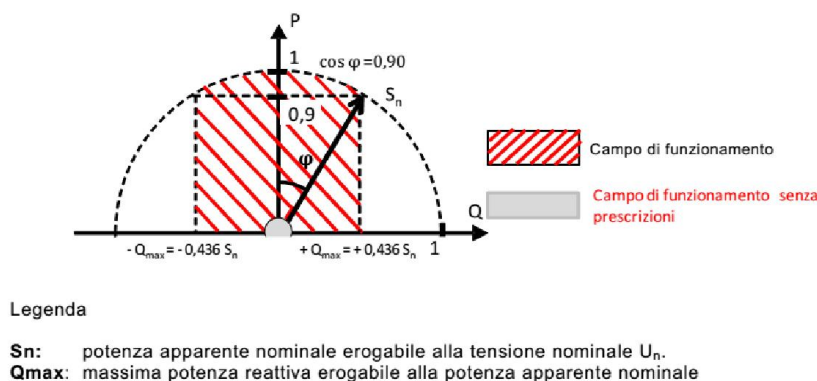 P
1
cos φ =0,90
Sn
0,9
φ
Campo di funzionamento
Campo di funzionamento senza
prescrizioni
Q
- Qmax = - 0,436 Sn
+ Qmax = + 0,436 Sn
1
Legenda
Sn: potenza apparente nominale erogabile alla tensione nominale Un.
Qmax: massima potenza reattiva erogabile alla potenza apparente nominale